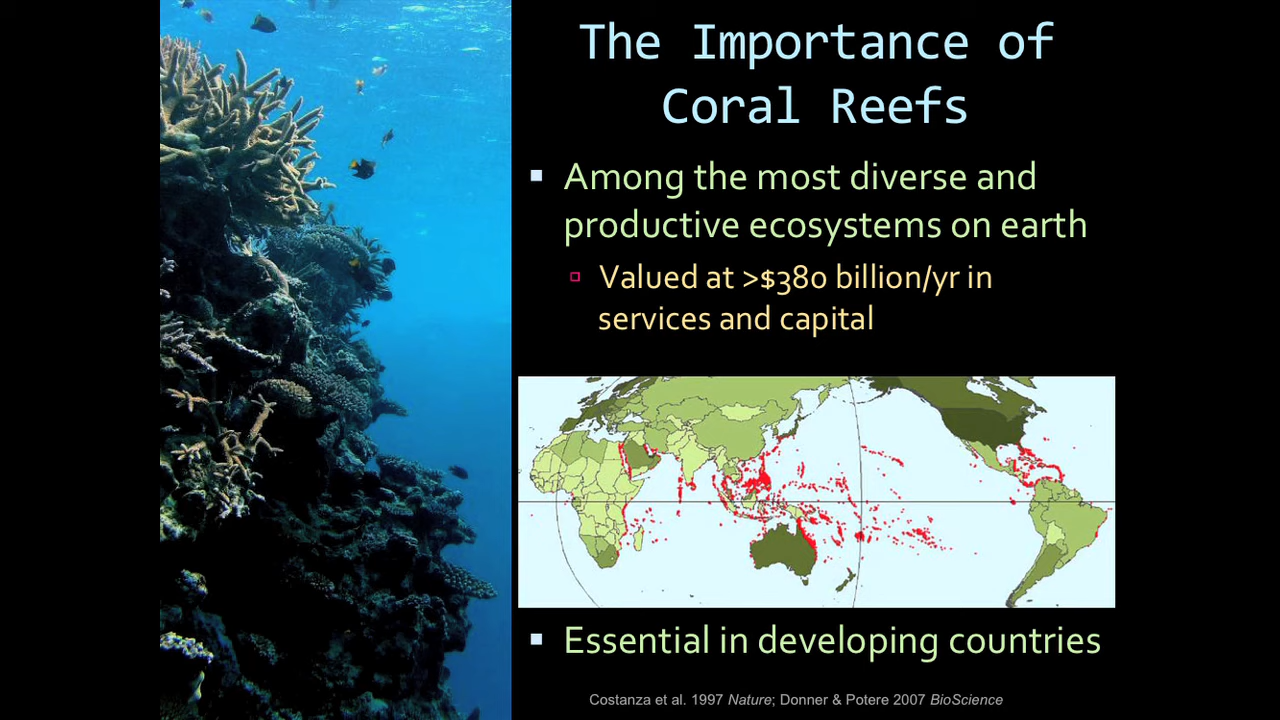 The Importance of
Coral Reefs
Among the most diverse and
productive ecosystems on earth
Valued at >$380 billion/yr in
services and capital
Essential in developing countries
Costanza et al. 1997 Nature; Donner & Potere 2007 BioScience